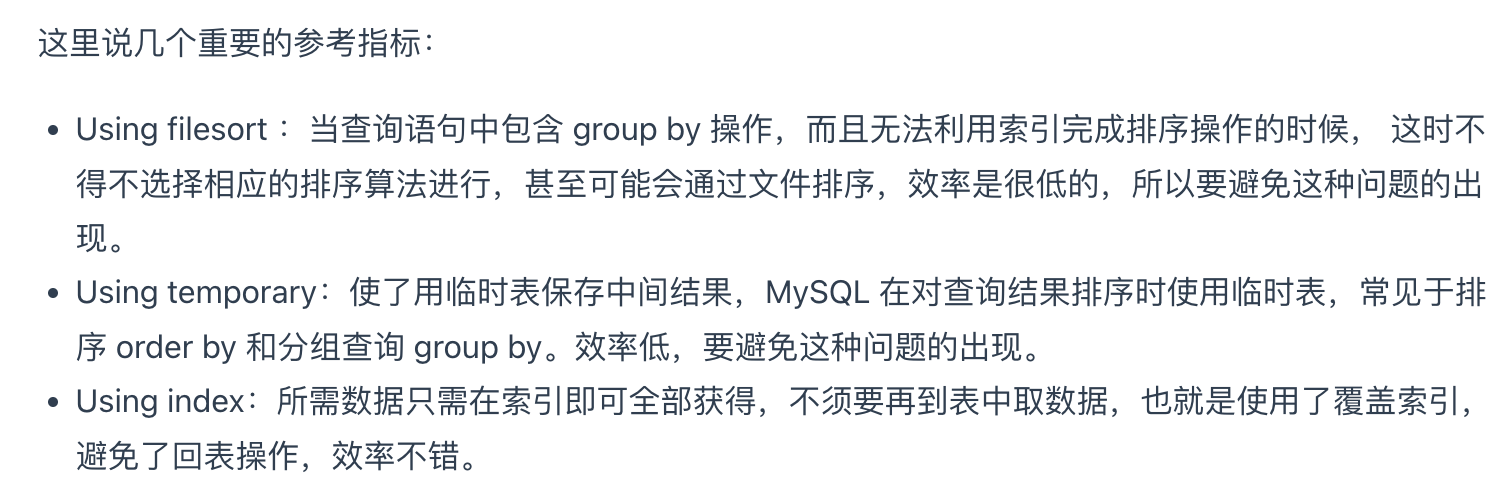 这里说几个重要的参考指标：
• Using filesort ： 当查询语句中包含 group by 操作，而且无法利用索引完成排序操作的时候， 这时不
得不选择相应的排序算法进行，甚至可能会通过文件排序，效率是很低的，所以要避免这种问题的出
现。
• Using temporary：使了用临时表保存中间结果，MySQL 在对查询结果排序时使用临时表，常见于排
序 order by 和分组查询 group by。效率低，要避免这种问题的出现。
• Using index：所需数据只需在索引即可全部获得，不须要再到表中取数据，也就是使用了覆盖索引，
避免了回表操作，效率不错。